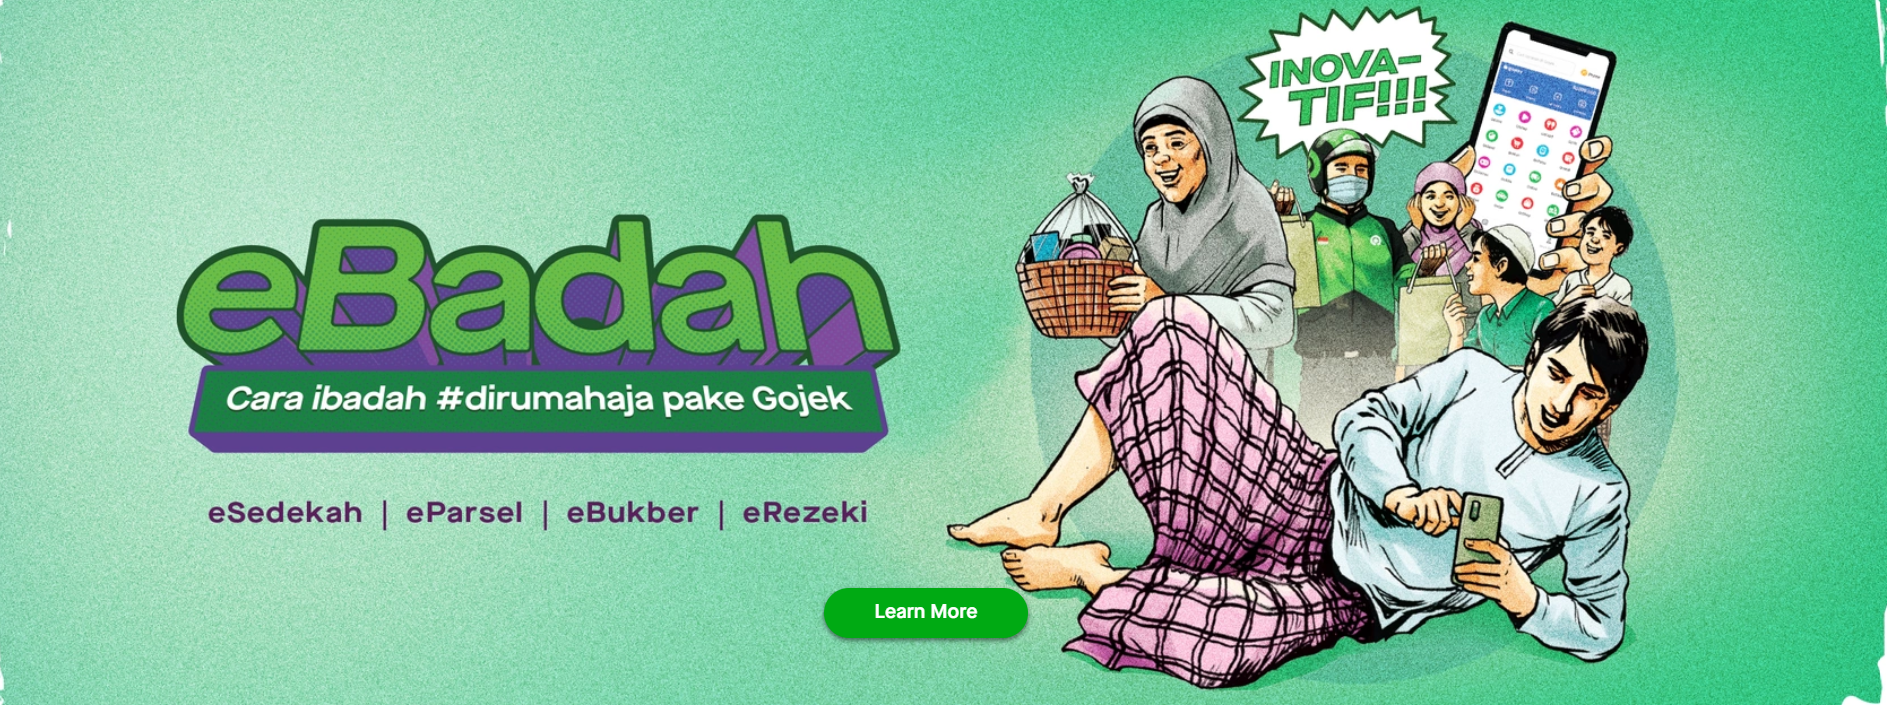 INOVA-
TIF!!!
eBadah
Cara ibadah #dirumahaja pake Gojek
eSedekah | eParsel | eBukber | eRezeki
Learn More